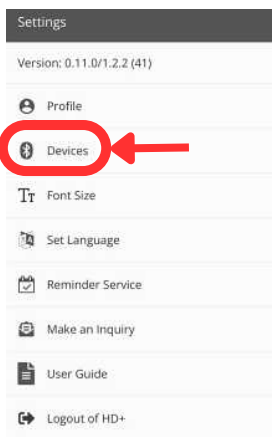 Settings
Version: 0.11.0/1.2.2 (41)
Profile
Devices
Font Size
Set Language
Reminder Service
Make an Inquiry
User Guide
Logout of HD+